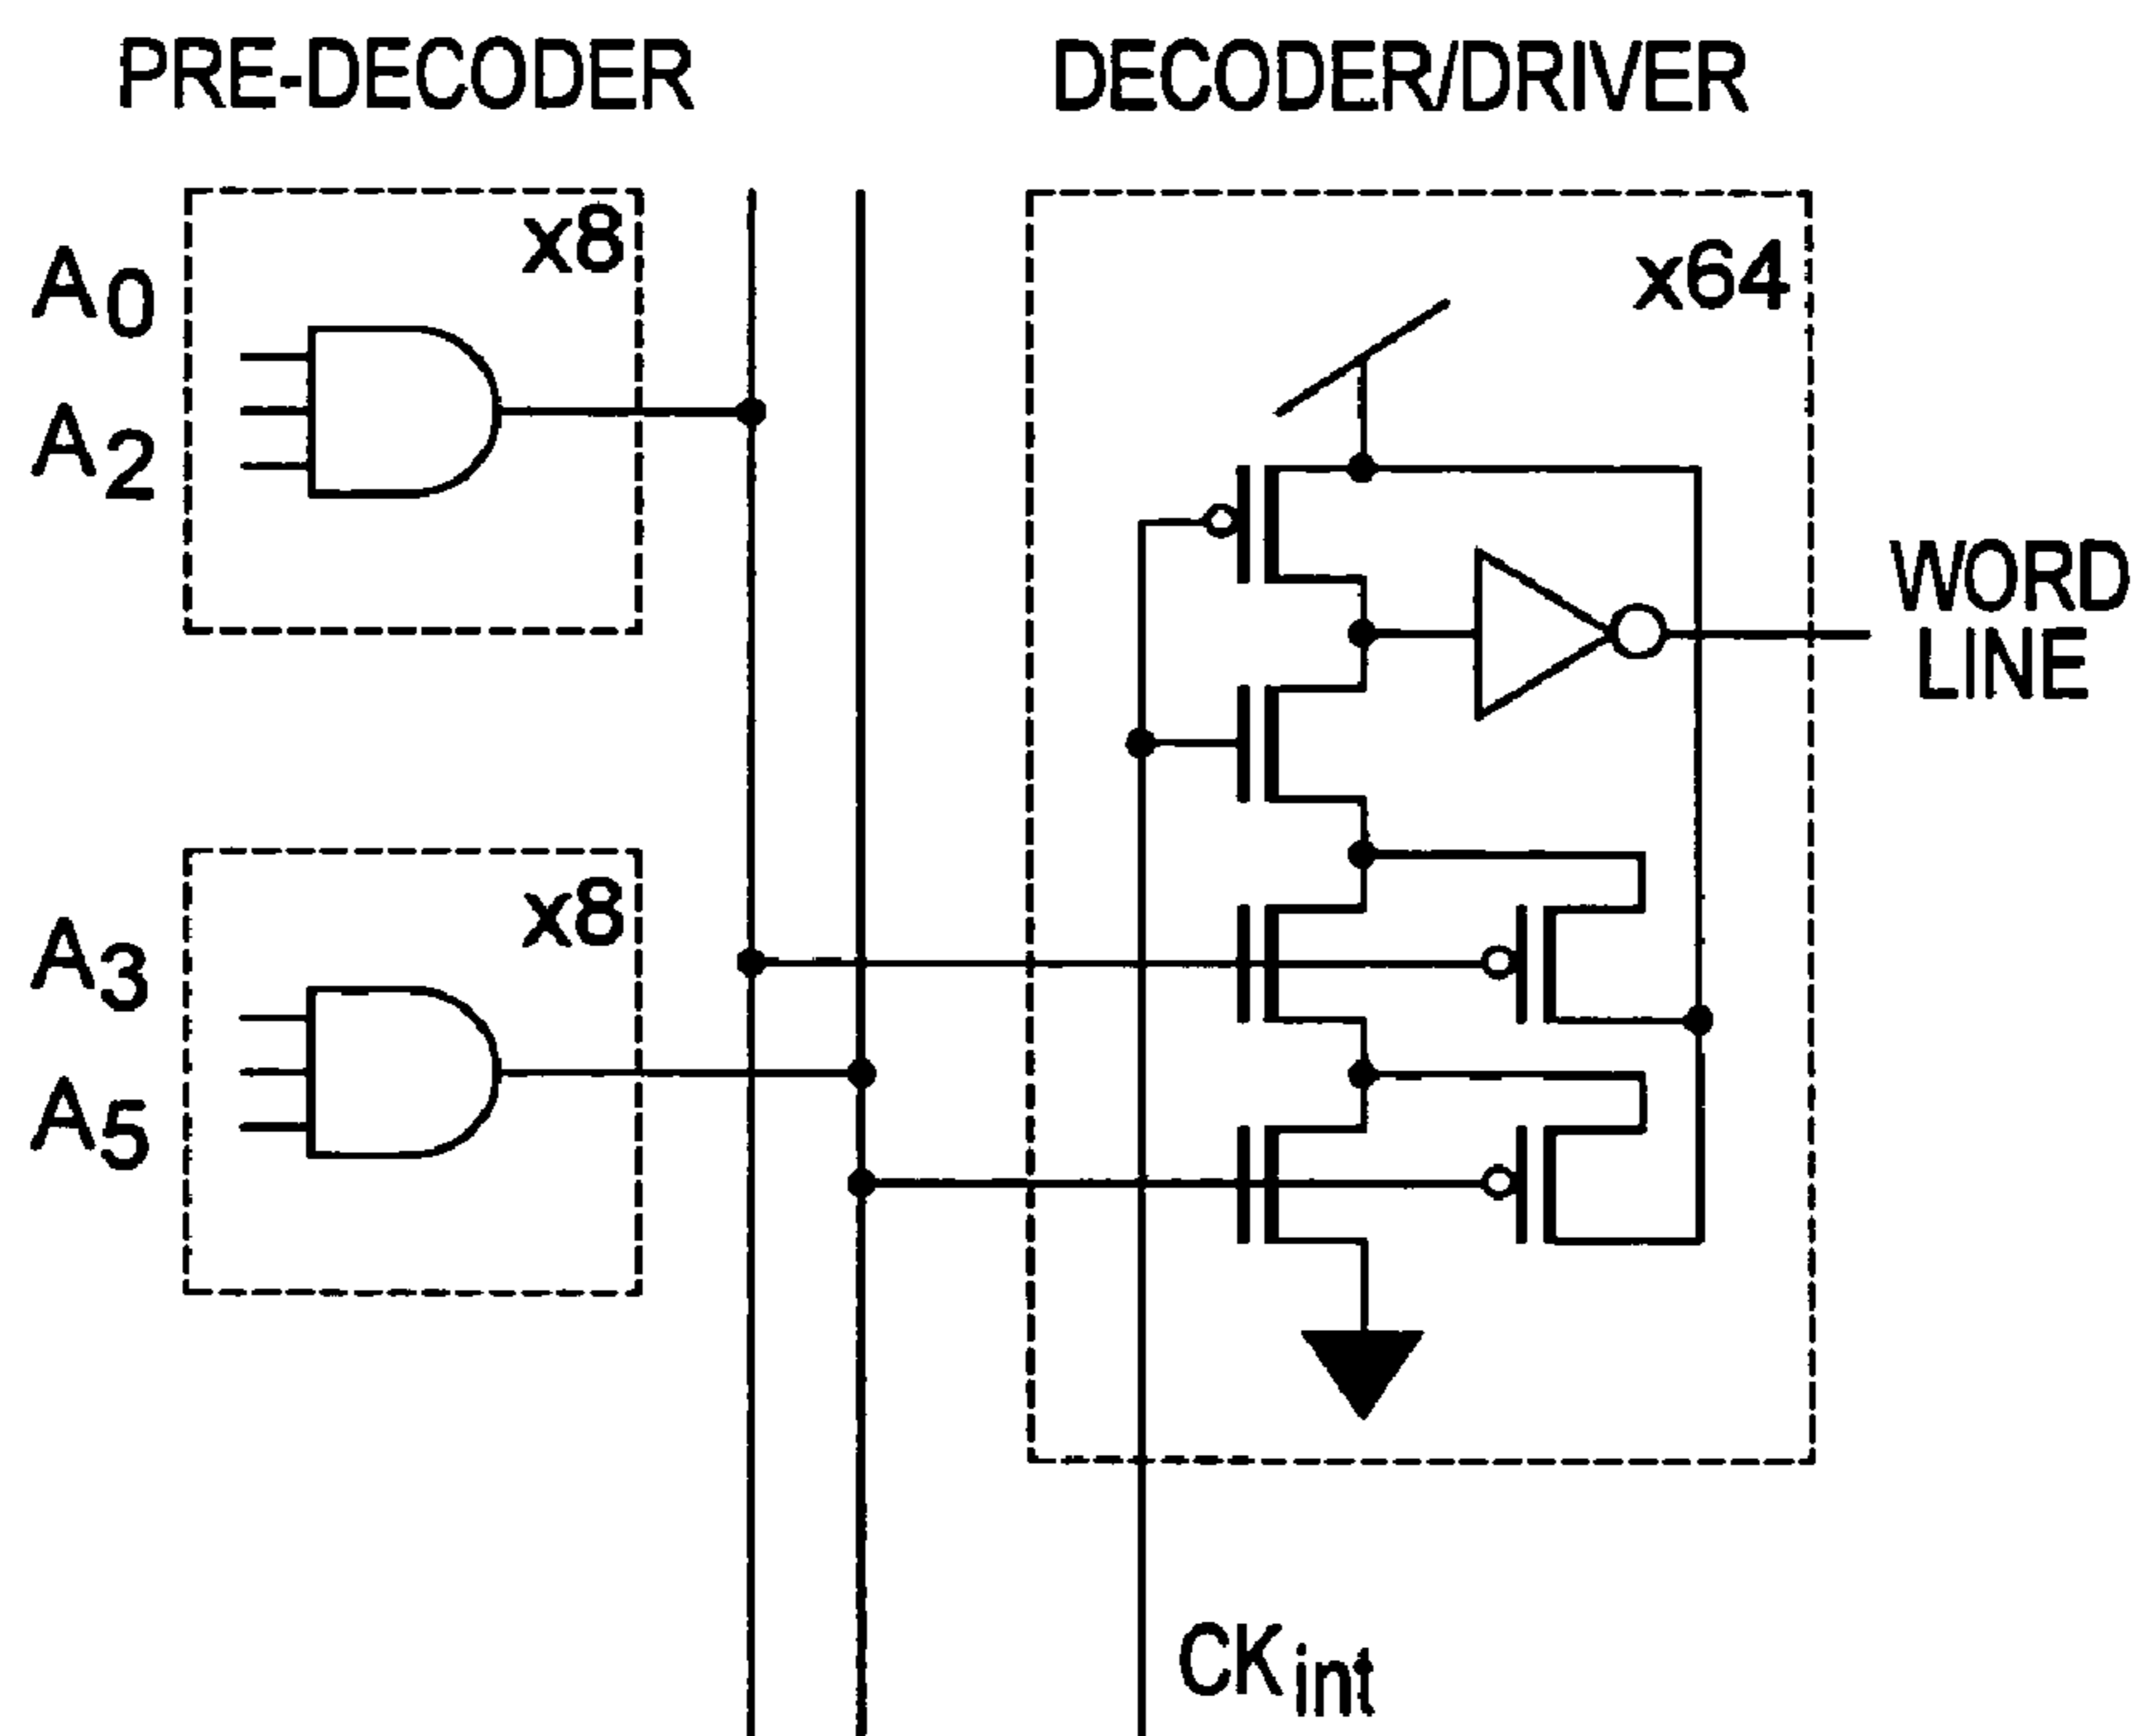 PRE-DECODER
DECODER/DRIVER
x8
A0
A2
x64
WORD
LINE
x8
A3
A5
CKint